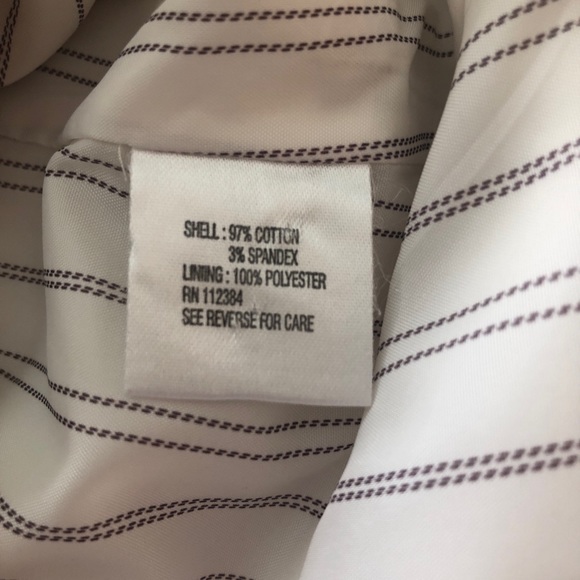 SHELL : 97% COTTON
3% SPANDEX
LINING : 100% POLYESTER
RN 112384
SEE REVERSE FOR CARE